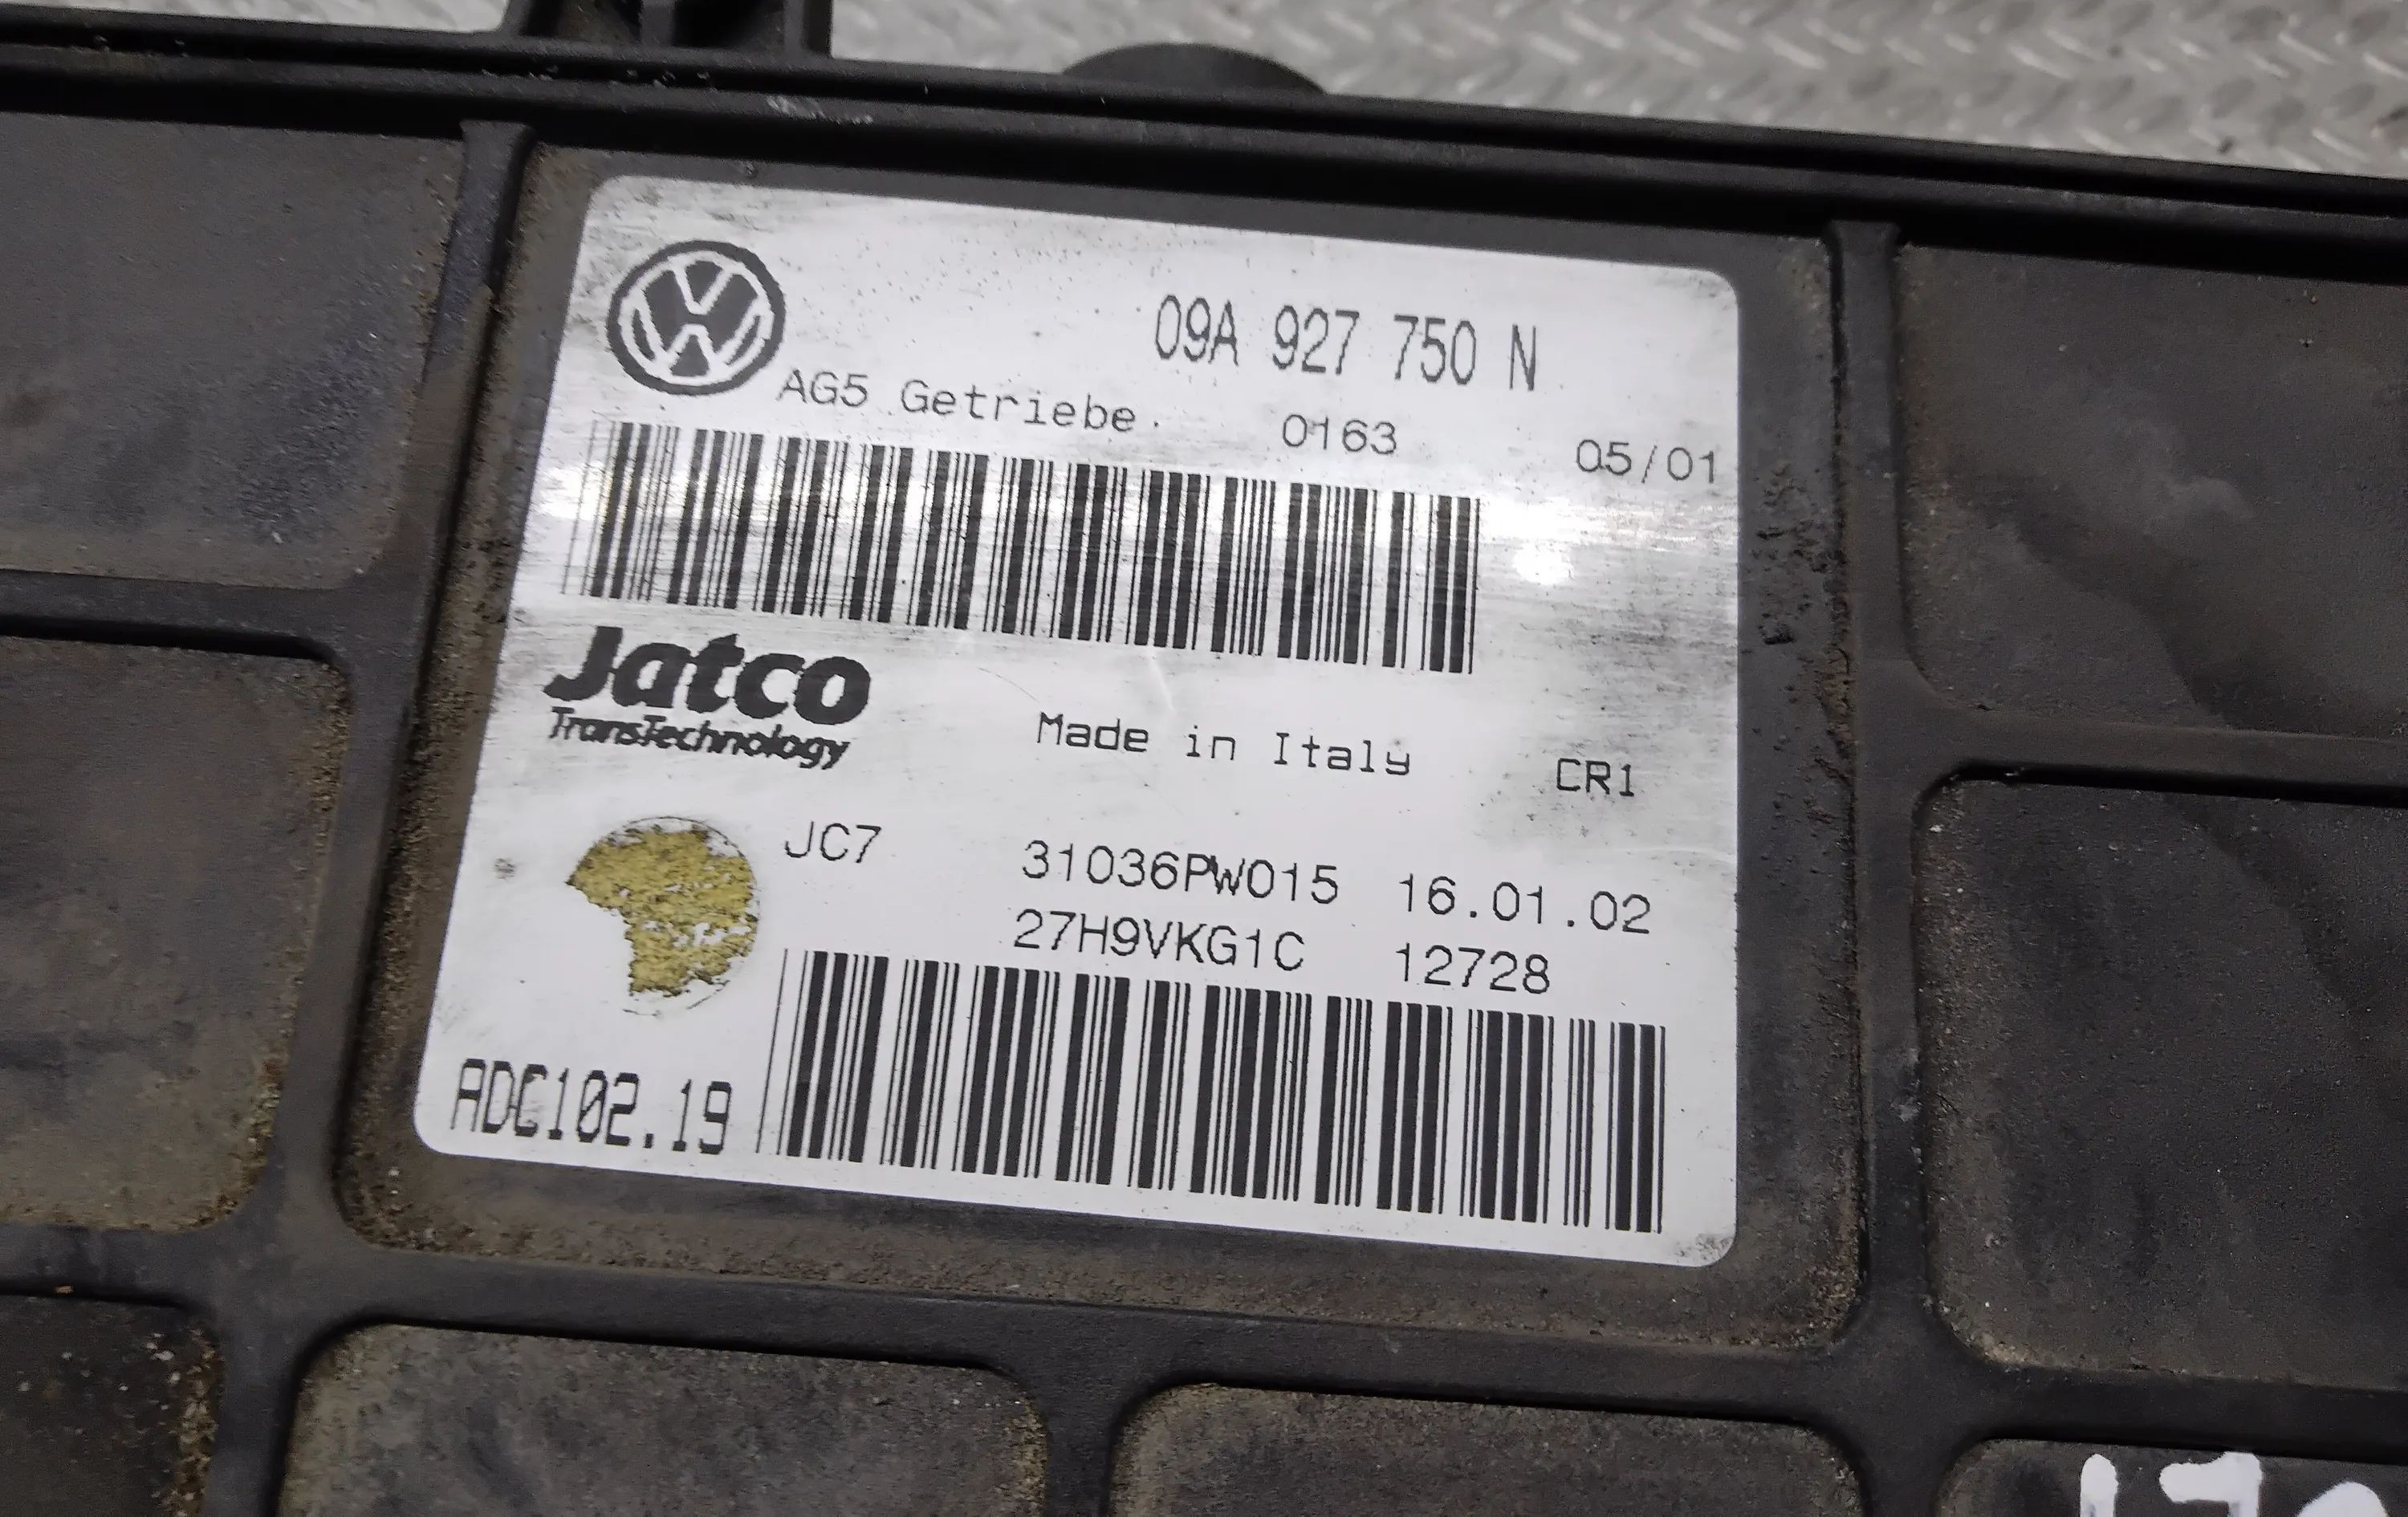 09A 927 750 N
AG5 Getriebe. 0163 05/01
Jatco
TransTechnology
Made in Italy CR1
JC7 31036PW015 16.01.02
27H9VKG1C 12728
ADC102.19